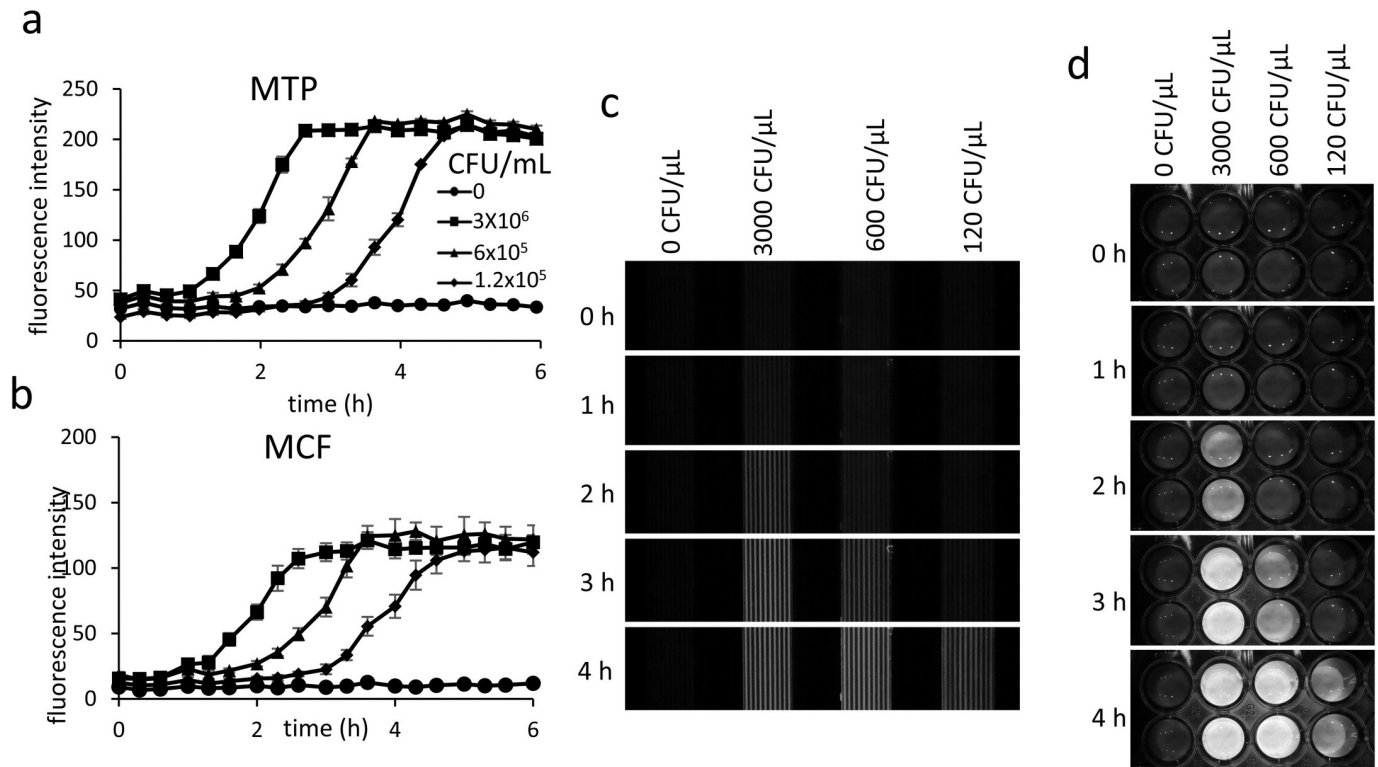 a
MTP
250
200
150
100
50
0
fluorescence intensity
CFU/mL
0
3X10⁶
6x10⁵
1.2x10⁵
0 2 4 6
time (h)
b
MCF
200
150
100
50
0
fluorescence intensity
0 2 4 6
time (h)
c
0 CFU/µL
3000 CFU/µL
600 CFU/µL
120 CFU/µL
0 h
1 h
2 h
3 h
4 h
d
0 CFU/µL
3000 CFU/µL
600 CFU/µL
120 CFU/µL
0 h
1 h
2 h
3 h
4 h